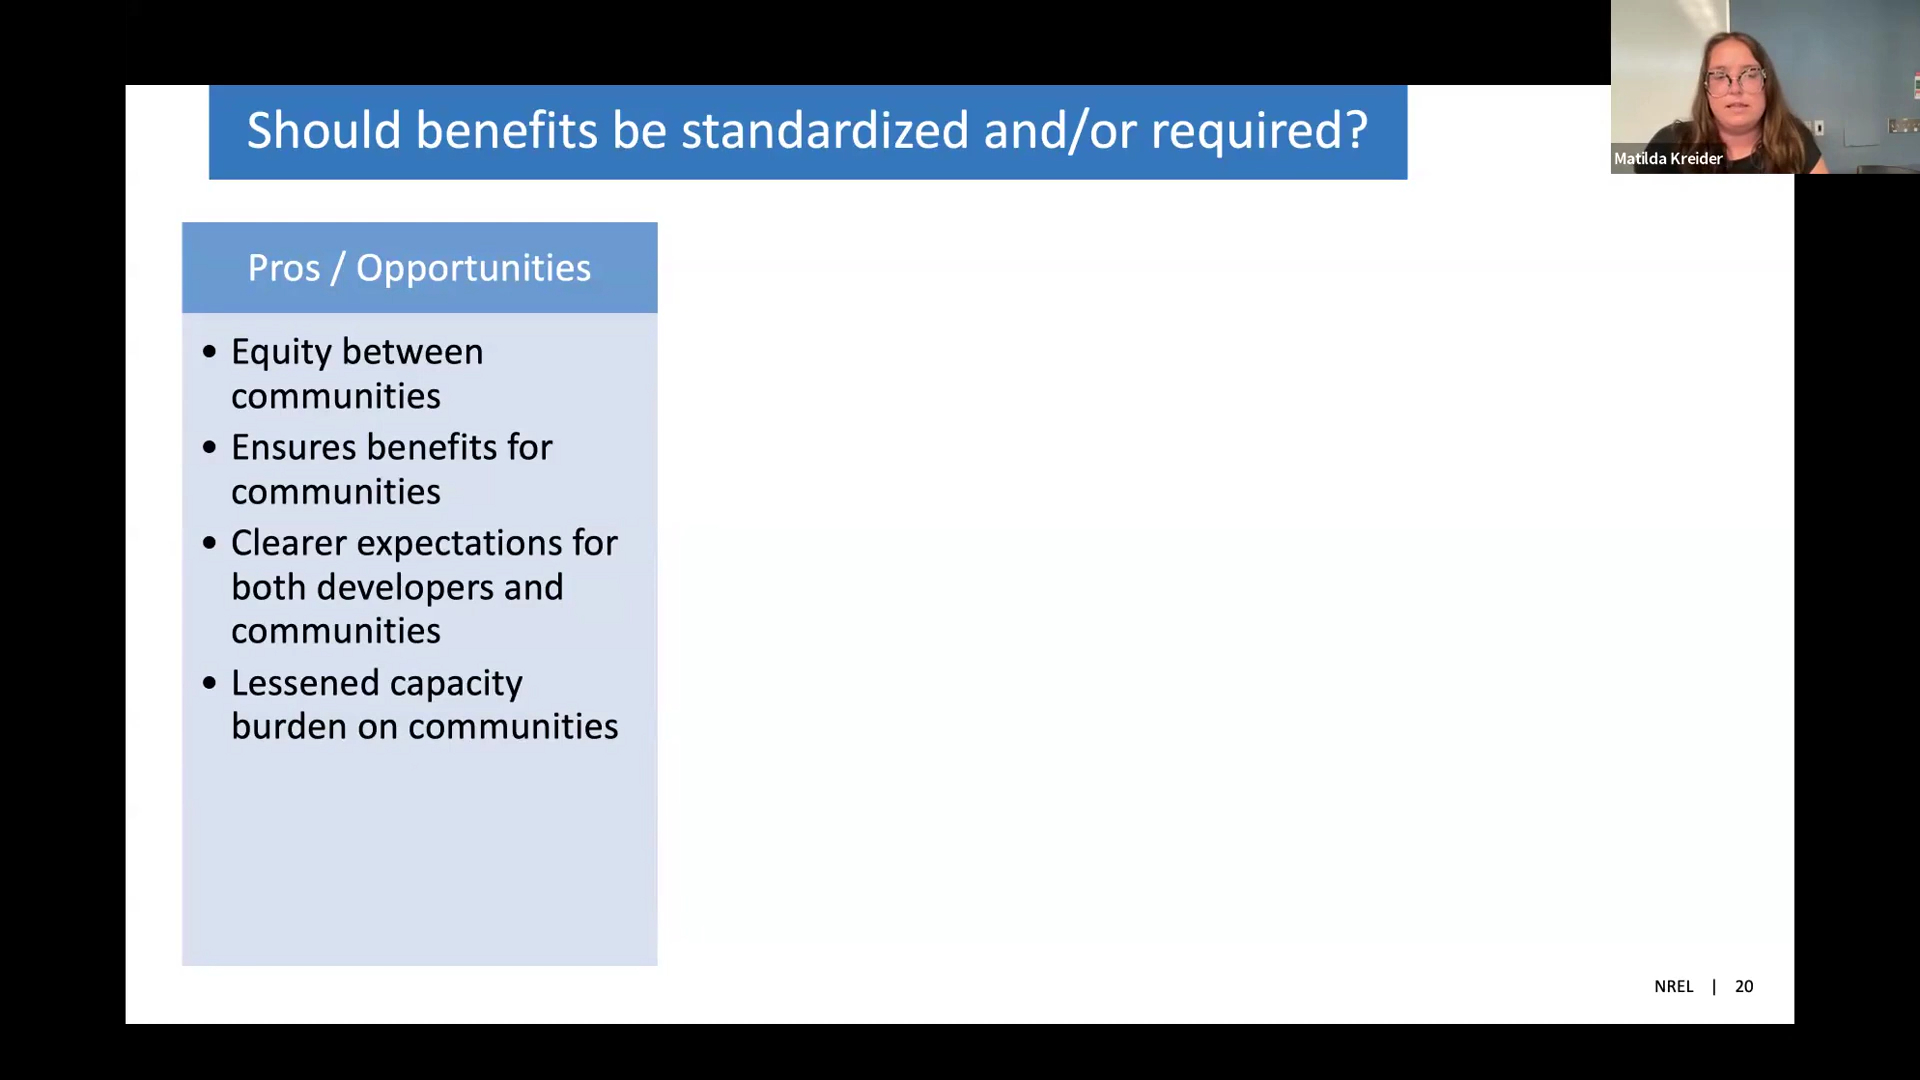 Should benefits be standardized and/or required?
Matilda Kreider
Pros / Opportunities
• Equity between
communities
• Ensures benefits for
communities
• Clearer expectations for
both developers and
communities
• Lessened capacity
burden on communities
NREL | 20